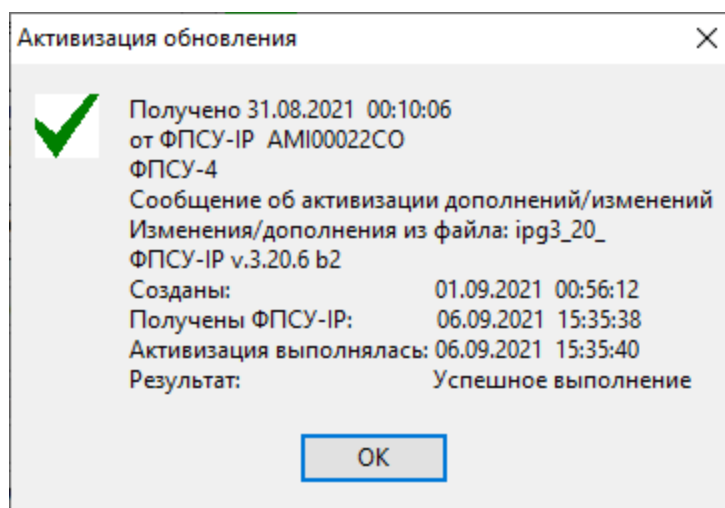 Активизация обновления
Получено 31.08.2021 00:10:06
от ФПСУ-IP AMI00022CO
ФПСУ-4
Сообщение об активизации дополнений/изменений
Изменения/дополнения из файла: ipg3_20_
ФПСУ-IP v.3.20.6 b2
Созданы: 01.09.2021 00:56:12
Получены ФПСУ-IP: 06.09.2021 15:35:38
Активизация выполнялась: 06.09.2021 15:35:40
Результат: Успешное выполнение
OK